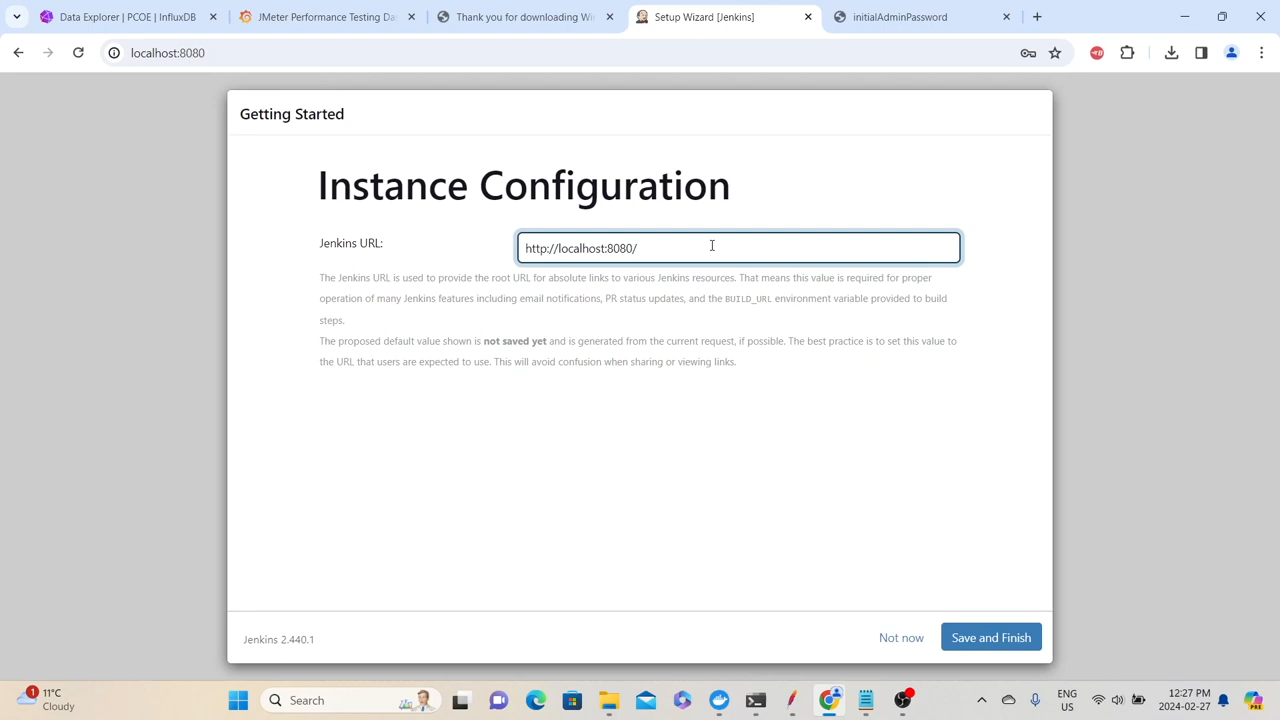 Data Explorer | PCOE | InfluxDB
JMeter Performance Testing Da
Thank you for downloading Wi
Setup Wizard [Jenkins]
initialAdminPassword
localhost:8080
Getting Started
Instance Configuration
Jenkins URL:
http://localhost:8080/
The Jenkins URL is used to provide the root URL for absolute links to various Jenkins resources. That means this value is required for proper
operation of many Jenkins features including email notifications, PR status updates, and the BUILD_URL environment variable provided to build
steps.
The proposed default value shown is not saved yet and is generated from the current request, if possible. The best practice is to set this value to
the URL that users are expected to use. This will avoid confusion when sharing or viewing links.
Jenkins 2.440.1
Not now
Save and Finish
1
11°C
Cloudy
Search
ENG
US
12:27 PM
2024-02-27
PRE